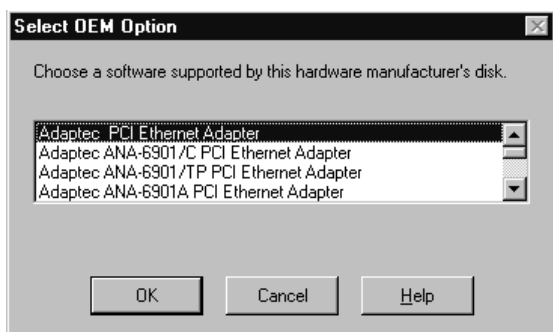 Select OEM Option
Choose a software supported by this hardware manufacturer's disk.
Adaptec  PCI Ethernet Adapter
Adaptec ANA-6901/C PCI Ethernet Adapter
Adaptec ANA-6901/TP PCI Ethernet Adapter
Adaptec ANA-6901A PCI Ethernet Adapter
OK Cancel Help